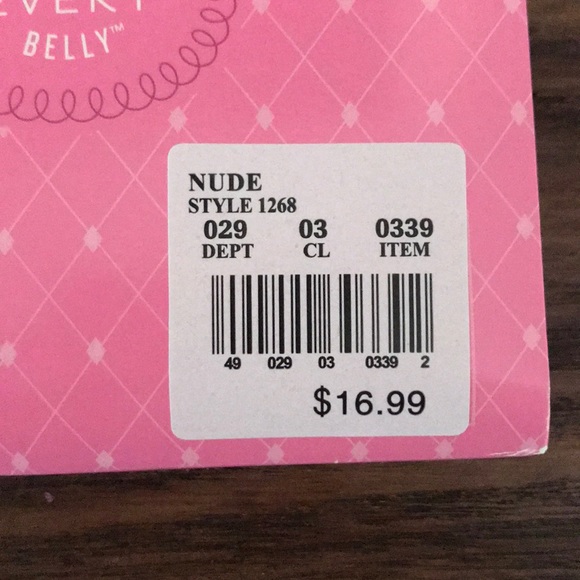 BELLY™
NUDE
STYLE 1268
029 03 0339
DEPT CL ITEM
49 029 03 0339 2
$16.99